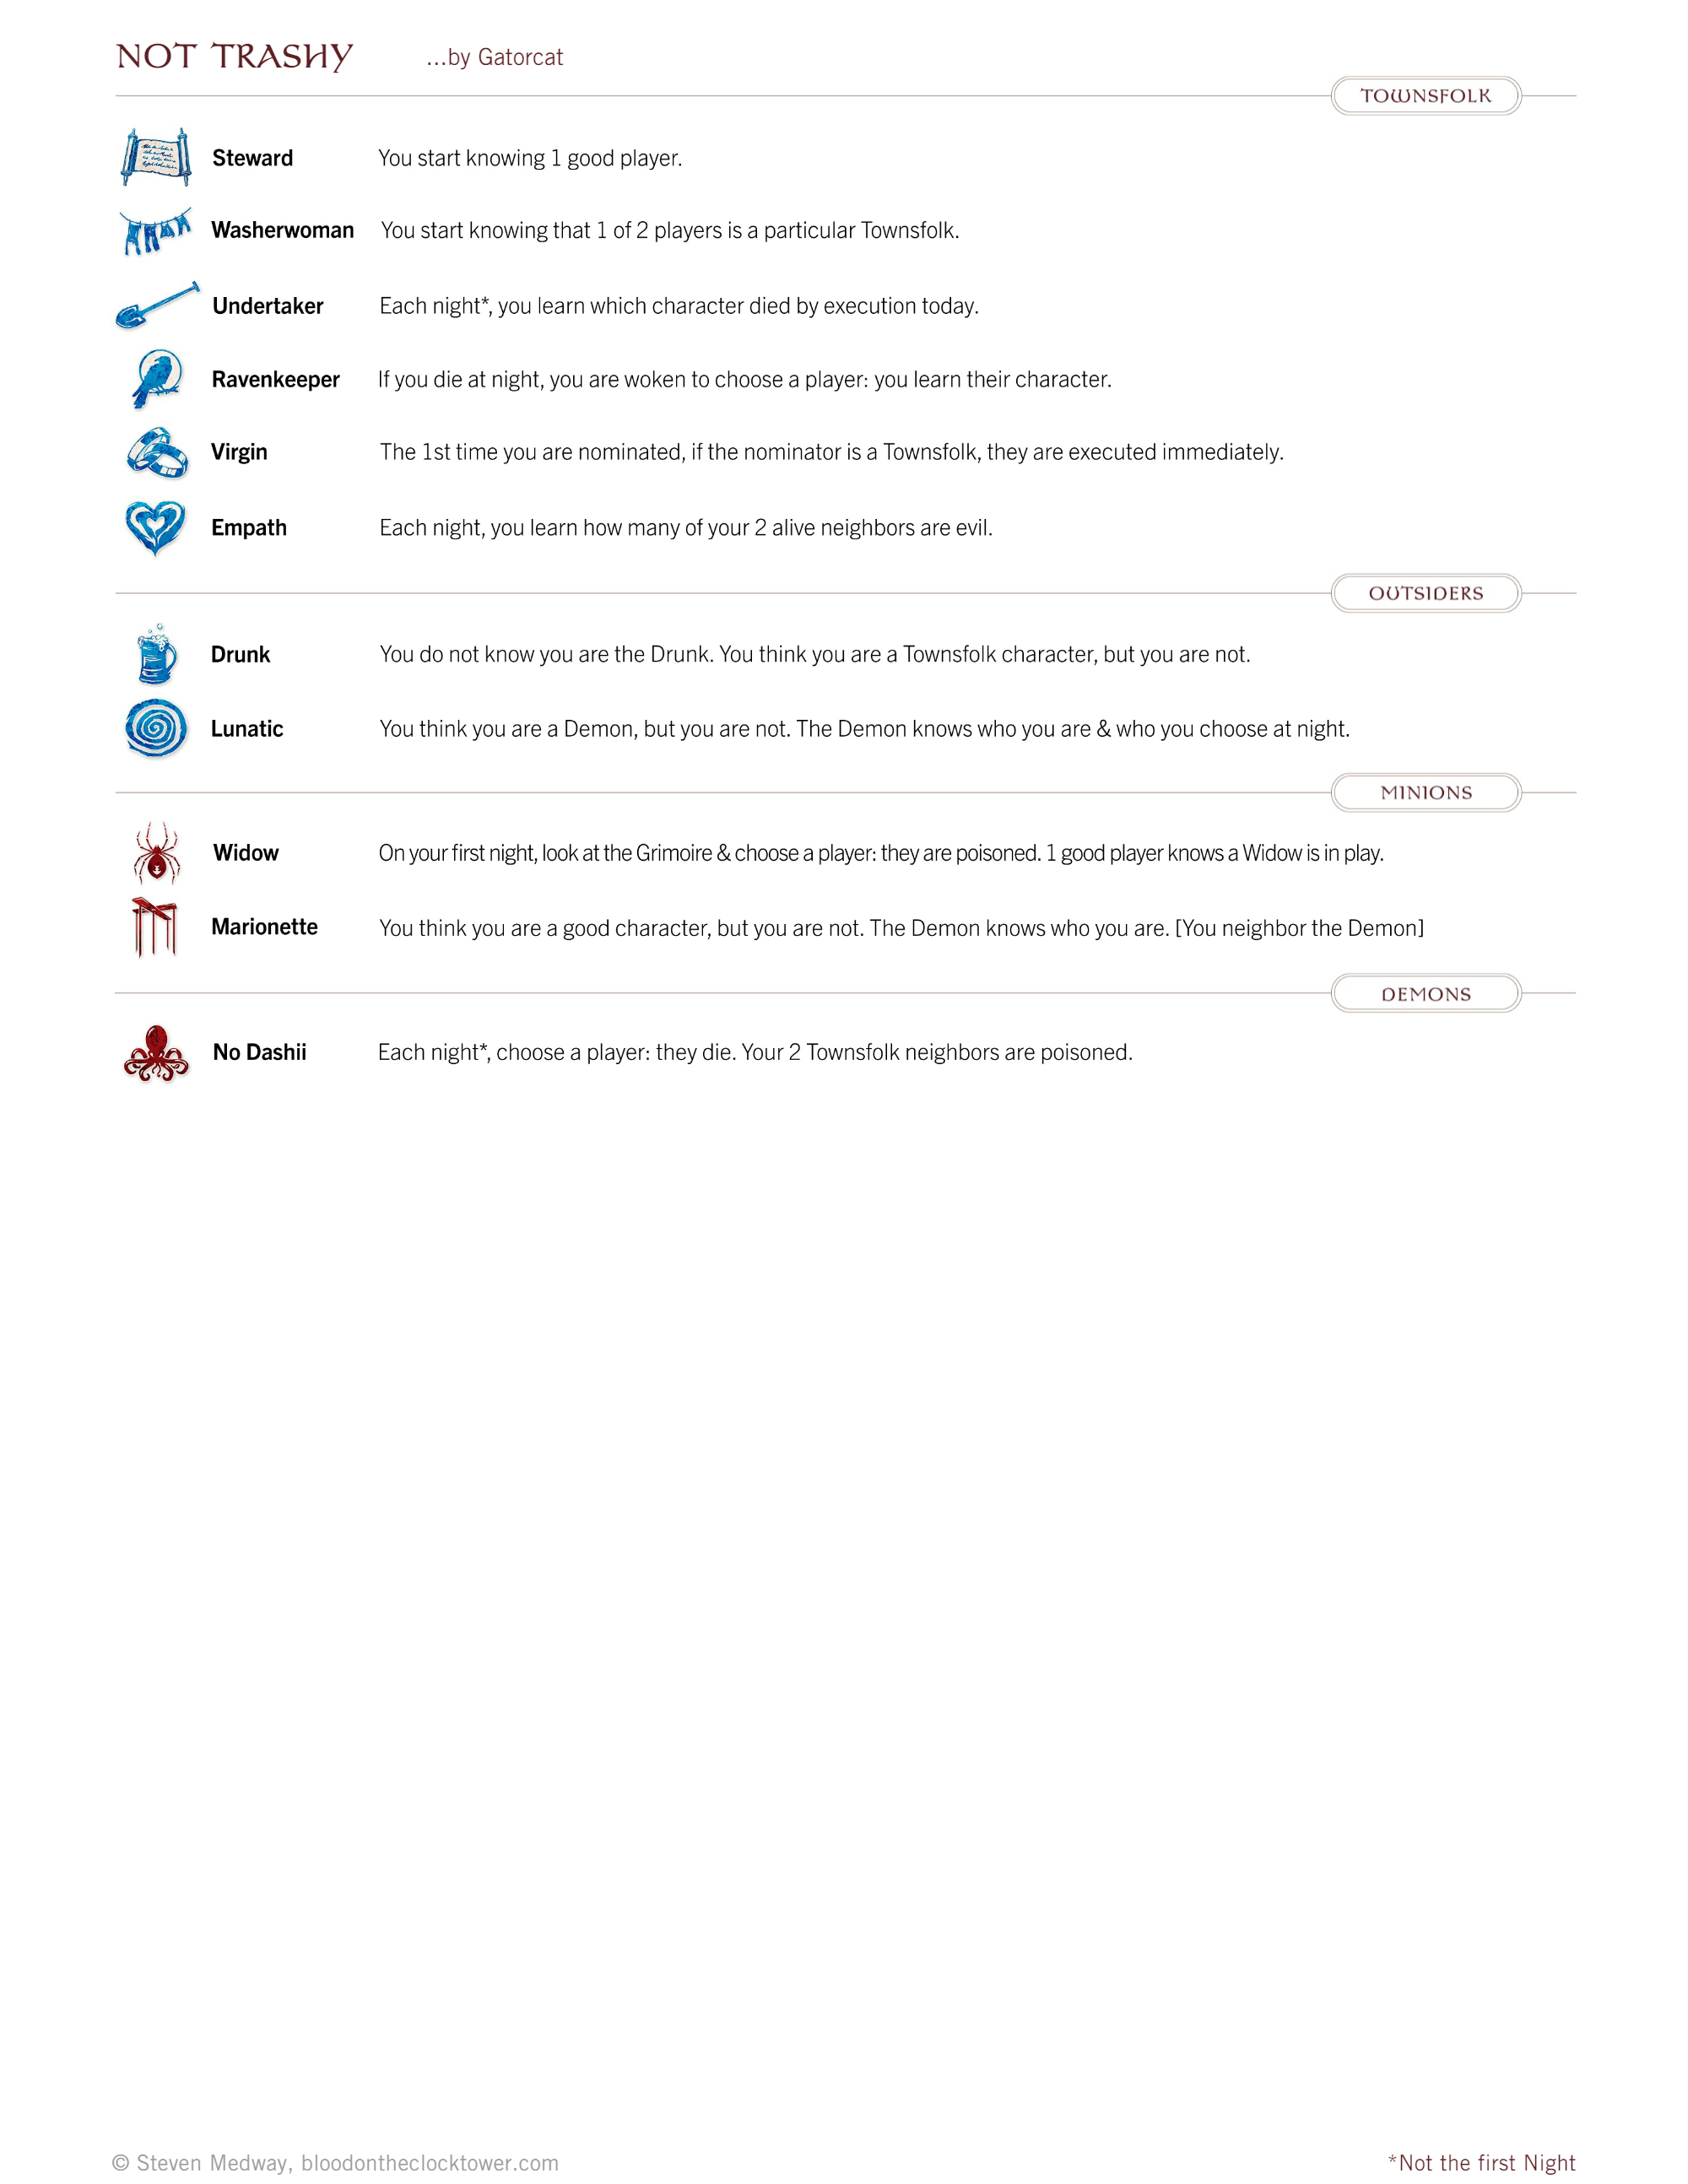 NOT TRASHY ...by Gatorcat
TOWNSFOLK
Steward You start knowing 1 good player.
Washerwoman You start knowing that 1 of 2 players is a particular Townsfolk.
Undertaker Each night*, you learn which character died by execution today.
Ravenkeeper If you die at night, you are woken to choose a player: you learn their character.
Virgin The 1st time you are nominated, if the nominator is a Townsfolk, they are executed immediately.
Empath Each night, you learn how many of your 2 alive neighbors are evil.
OUTSIDERS
Drunk You do not know you are the Drunk. You think you are a Townsfolk character, but you are not.
Lunatic You think you are a Demon, but you are not. The Demon knows who you are & who you choose at night.
MINIONS
Widow On your first night, look at the Grimoire & choose a player: they are poisoned. 1 good player knows a Widow is in play.
Marionette You think you are a good character, but you are not. The Demon knows who you are. [You neighbor the Demon]
DEMONS
No Dashii Each night*, choose a player: they die. Your 2 Townsfolk neighbors are poisoned.
© Steven Medway, bloodontheclocktower.com *Not the first Night